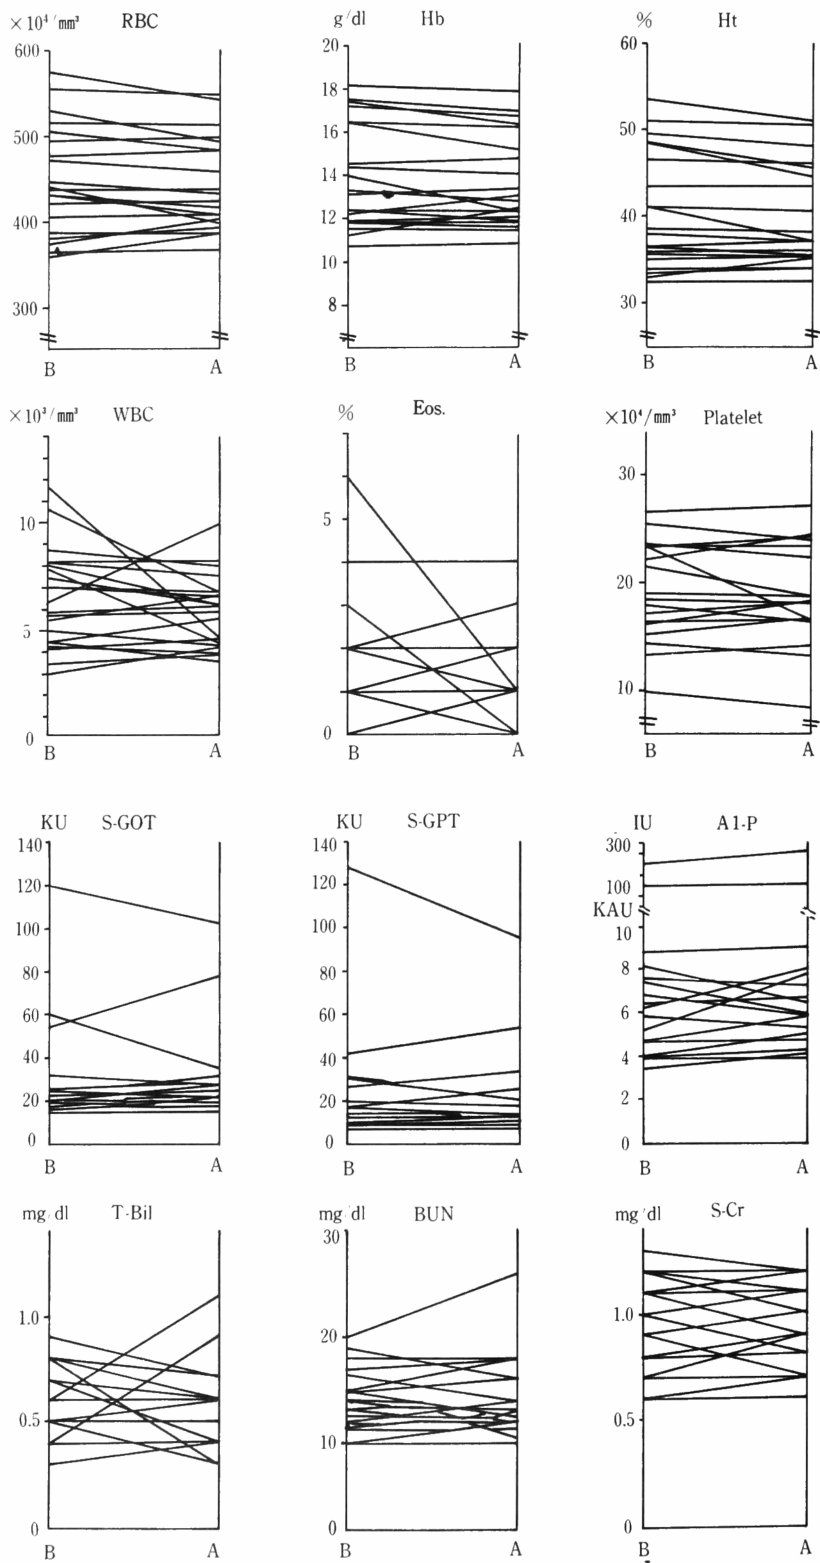 ×10⁴/mm³ RBC
600
500
400
300
B A
g/dl Hb
20
18
16
14
12
10
8
B A
% Ht
60
50
40
30
B A
×10³/mm³ WBC
10
5
0
B A
% Eos.
5
0
B A
×10⁴/mm³ Platelet
30
20
10
B A
KU S-GOT
140
120
100
80
60
40
20
0
B A
KU S-GPT
140
120
100
80
60
40
20
0
B A
IU A1-P
300
100
KAU
10
8
6
4
2
0
B A
mg/dl T-Bil
1.0
0.5
0
B A
mg/dl BUN
30
20
10
0
B A
mg/dl S-Cr
1.0
0.5
0
B A